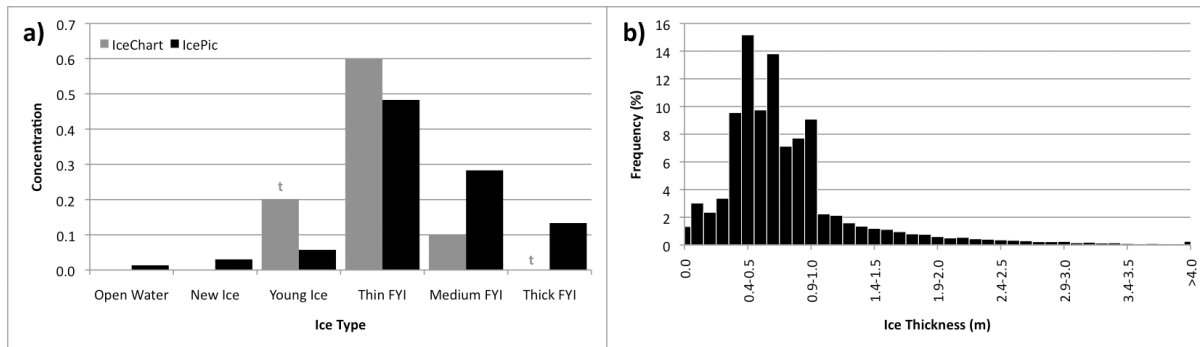 a)
IceChart IcePic
0.7
0.6
0.5
0.4
0.3
0.2
0.1
0.0
Concentration
t
t
Open Water New Ice Young Ice Thin FYI Medium FYI Thick FYI
Ice Type
b)
16
14
12
10
8
6
4
2
0
Frequency (%)
0.0
0.4-0.5
0.9-1.0
1.4-1.5
1.9-2.0
2.4-2.5
2.9-3.0
3.4-3.5
>4.0
Ice Thickness (m)